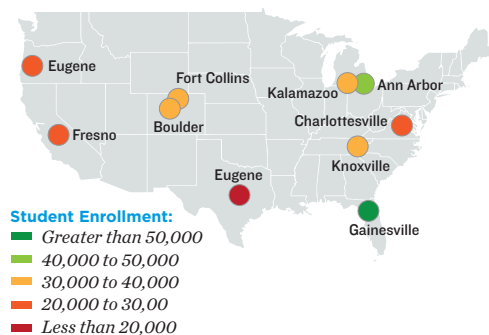 Eugene
Fort Collins
Kalamazoo
Ann Arbor
Charlottesville
Boulder
Fresno
Knoxville
Eugene
Gainesville
Student Enrollment:
Greater than 50,000
40,000 to 50,000
30,000 to 40,000
20,000 to 30,00
Less than 20,000